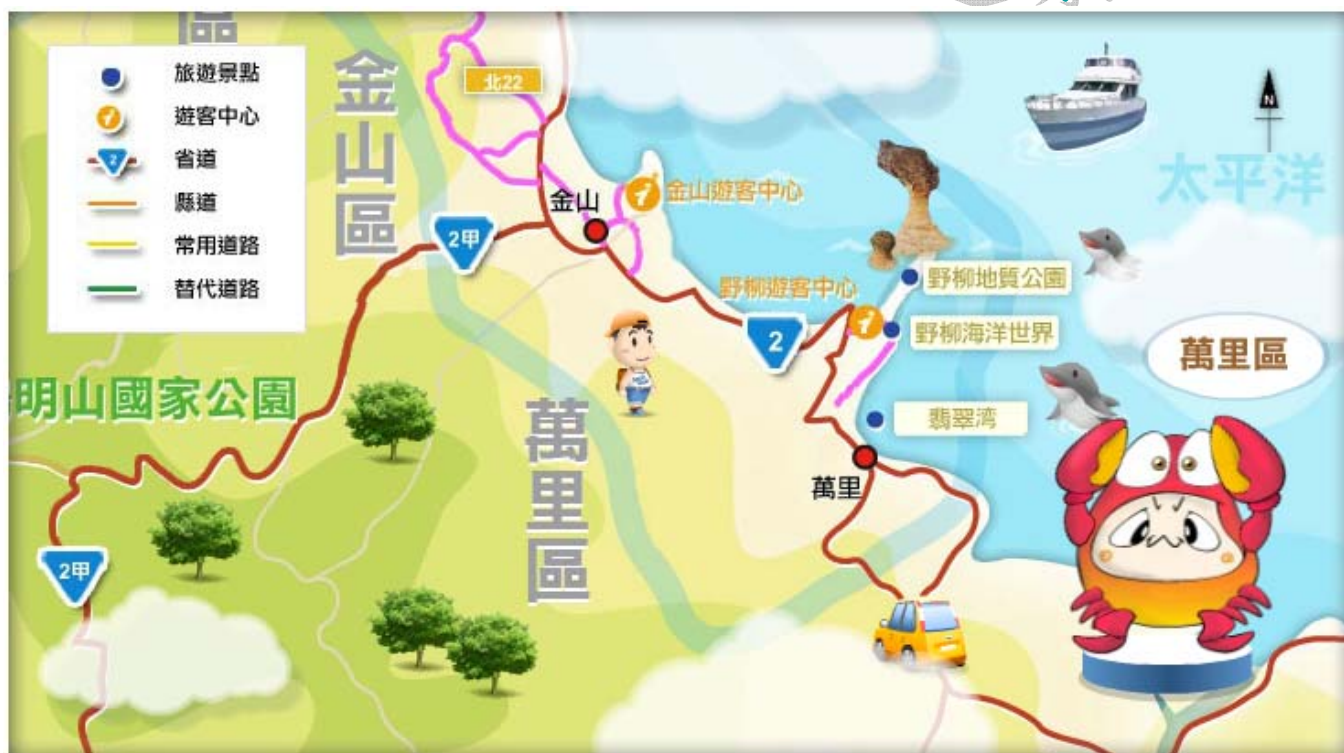 區
旅遊景點
遊客中心
2
省道
縣道
常用道路
替代道路
金山區
北22
N
太平洋
金山遊客中心
金山
2甲
野柳地質公園
野柳遊客中心
2
野柳海洋世界
萬里區
明山國家公園
翡翠湾
萬里區
萬里
2甲